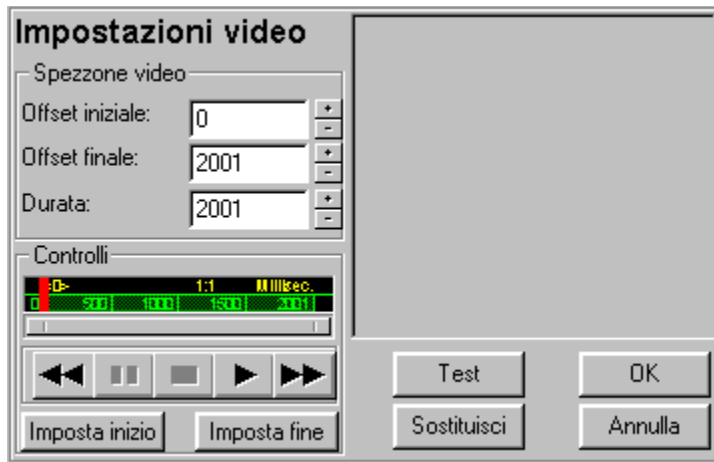 Impostazioni video
Spezzone video
Offset iniziale: 0 + -
Offset finale: 2001 + -
Durata: 2001 + -
Controlli
<0> 1:1 Millisec.
0 500 1000 1500 2001
Imposta inizio Imposta fine
Test OK
Sostituisci Annulla